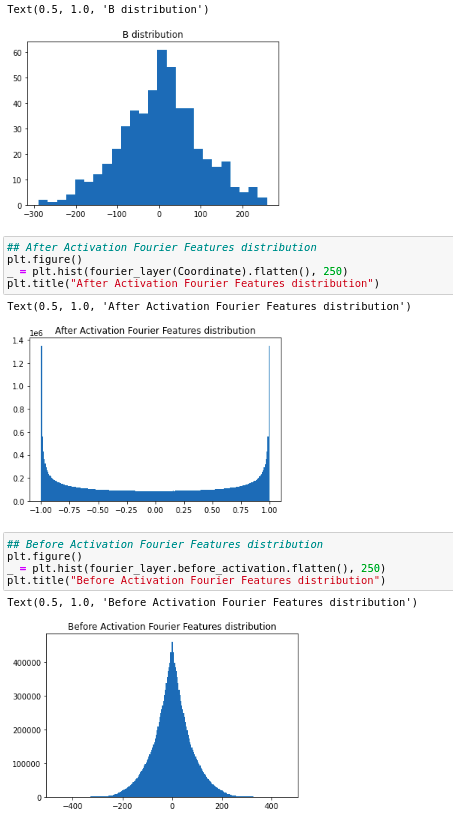 Text(0.5, 1.0, 'B distribution')
B distribution
60
50
40
30
20
10
0
−300 −200 −100 0 100 200
## After Activation Fourier Features distribution
plt.figure()
_ = plt.hist(fourier_layer(Coordinate).flatten(), 250)
plt.title("After Activation Fourier Features distribution")
Text(0.5, 1.0, 'After Activation Fourier Features distribution')
After Activation Fourier Features distribution
1e6
1.4
1.2
1.0
0.8
0.6
0.4
0.2
0.0
−1.00 −0.75 −0.50 −0.25 0.00 0.25 0.50 0.75 1.00
## Before Activation Fourier Features distribution
plt.figure()
_ = plt.hist(fourier_layer.before_activation.flatten(), 250)
plt.title("Before Activation Fourier Features distribution")
Text(0.5, 1.0, 'Before Activation Fourier Features distribution')
Before Activation Fourier Features distribution
400000
300000
200000
100000
0
−400 −200 0 200 400